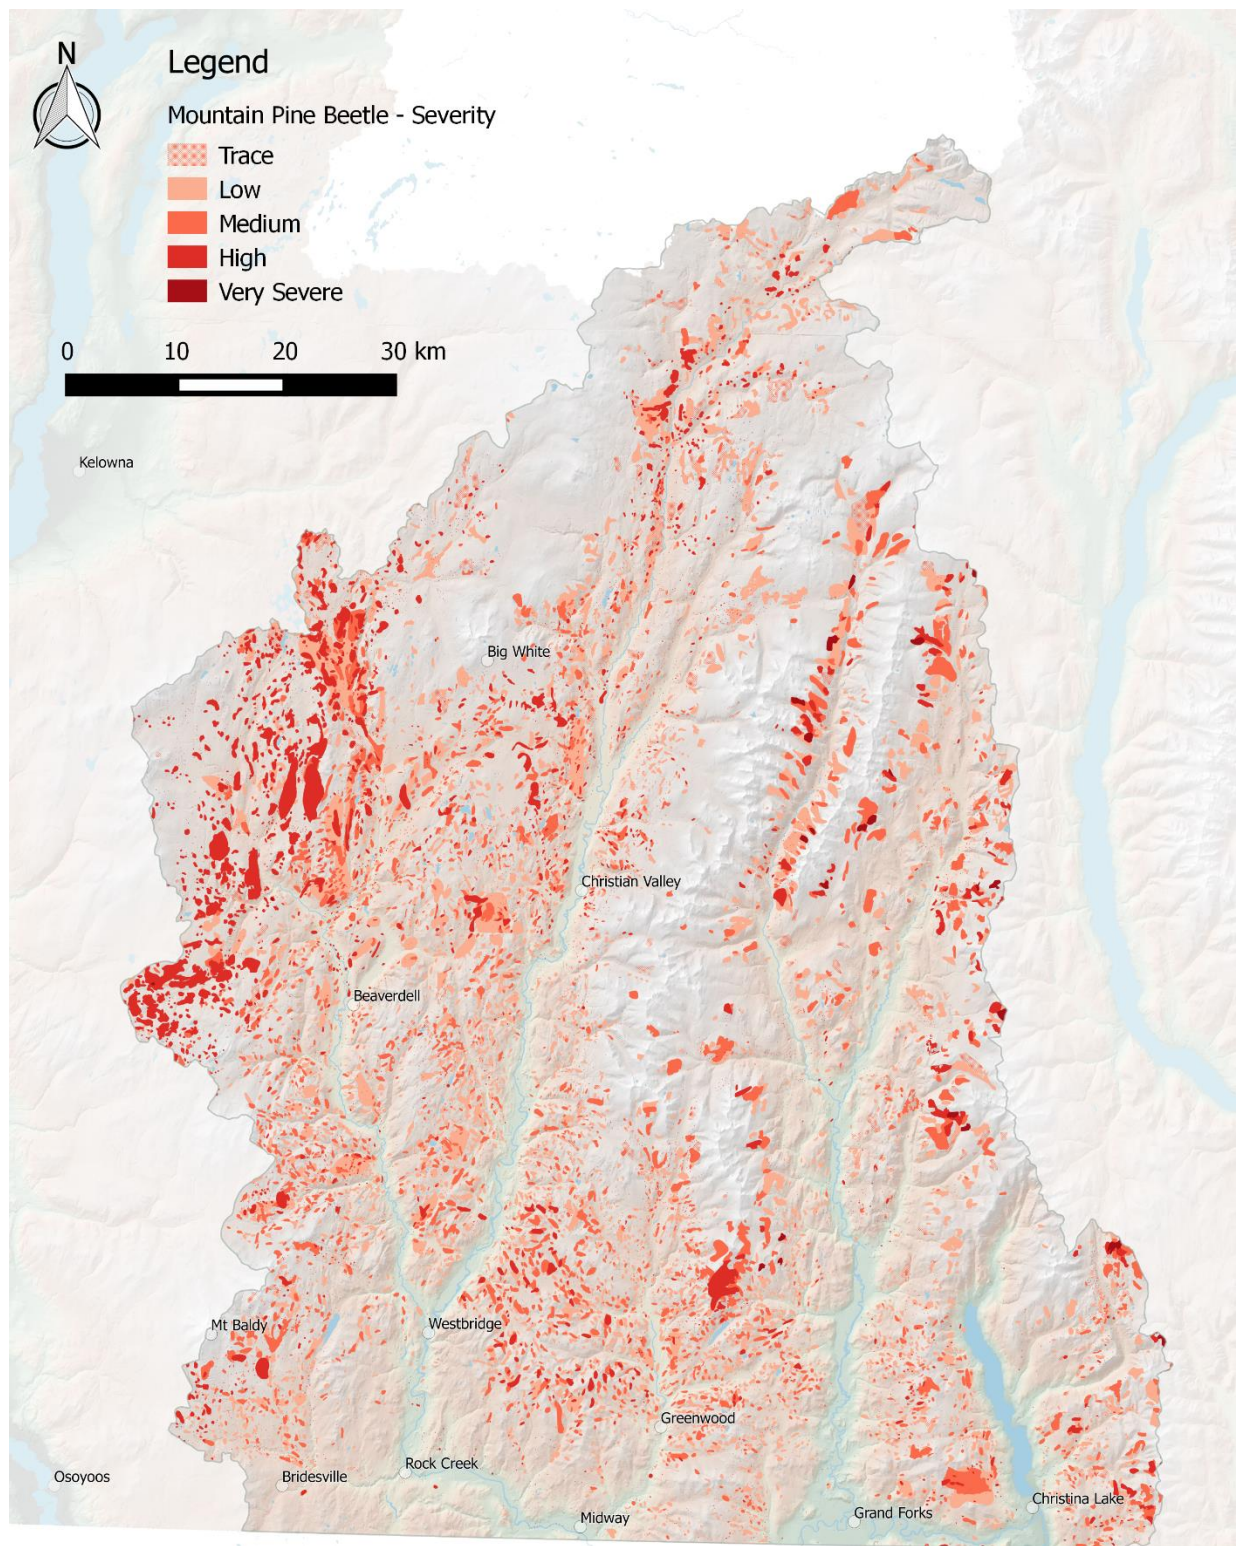 N
Legend
Mountain Pine Beetle - Severity
Trace
Low
Medium
High
Very Severe
0 10 20 30 km
Kelowna
Big White
Christian Valley
Beaverdell
Mt Baldy
Westbridge
Greenwood
Rock Creek
Osoyoos
Bridesville
Christina Lake
Grand Forks
Midway